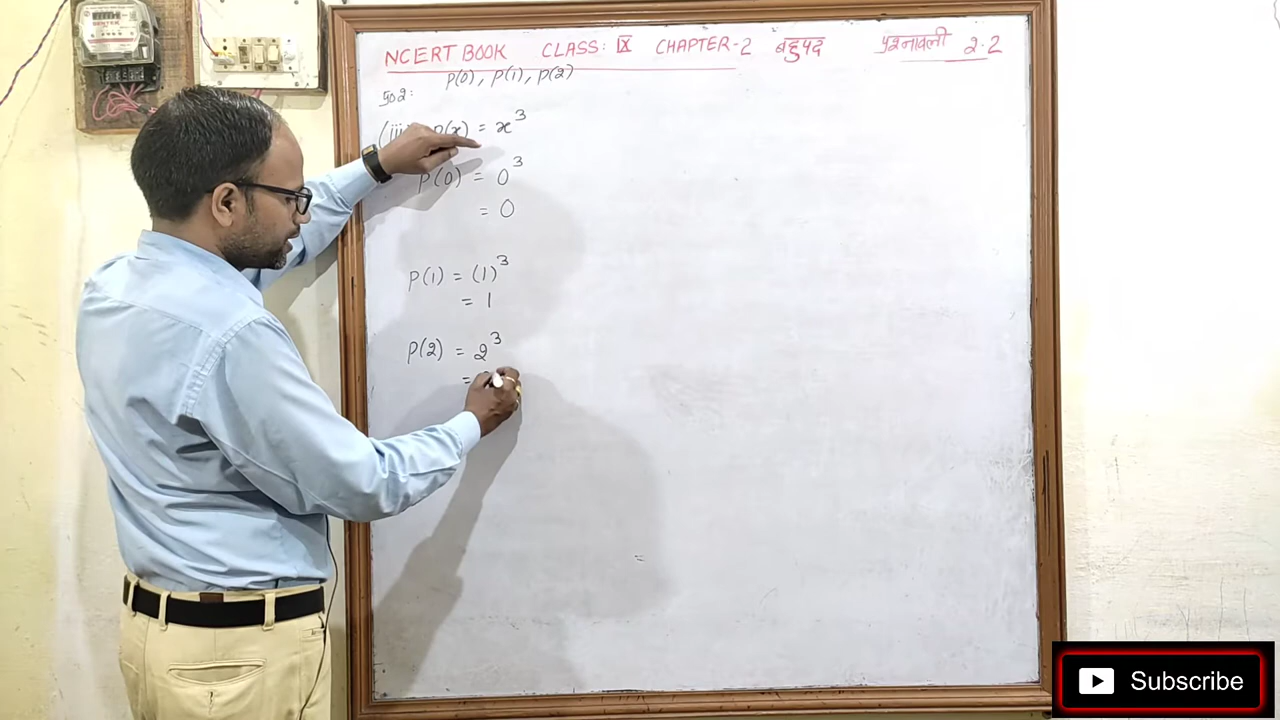 NCERT BOOK CLASS: IX CHAPTER-2 बहुपद प्रश्नावली 2.2
P(0), P(1), P(2)
प्र०2:
(iii) P(x) = x³
P(0) = 0³
= 0
P(1) = (1)³
= 1
P(2) = 2³
=
=
Subscribe